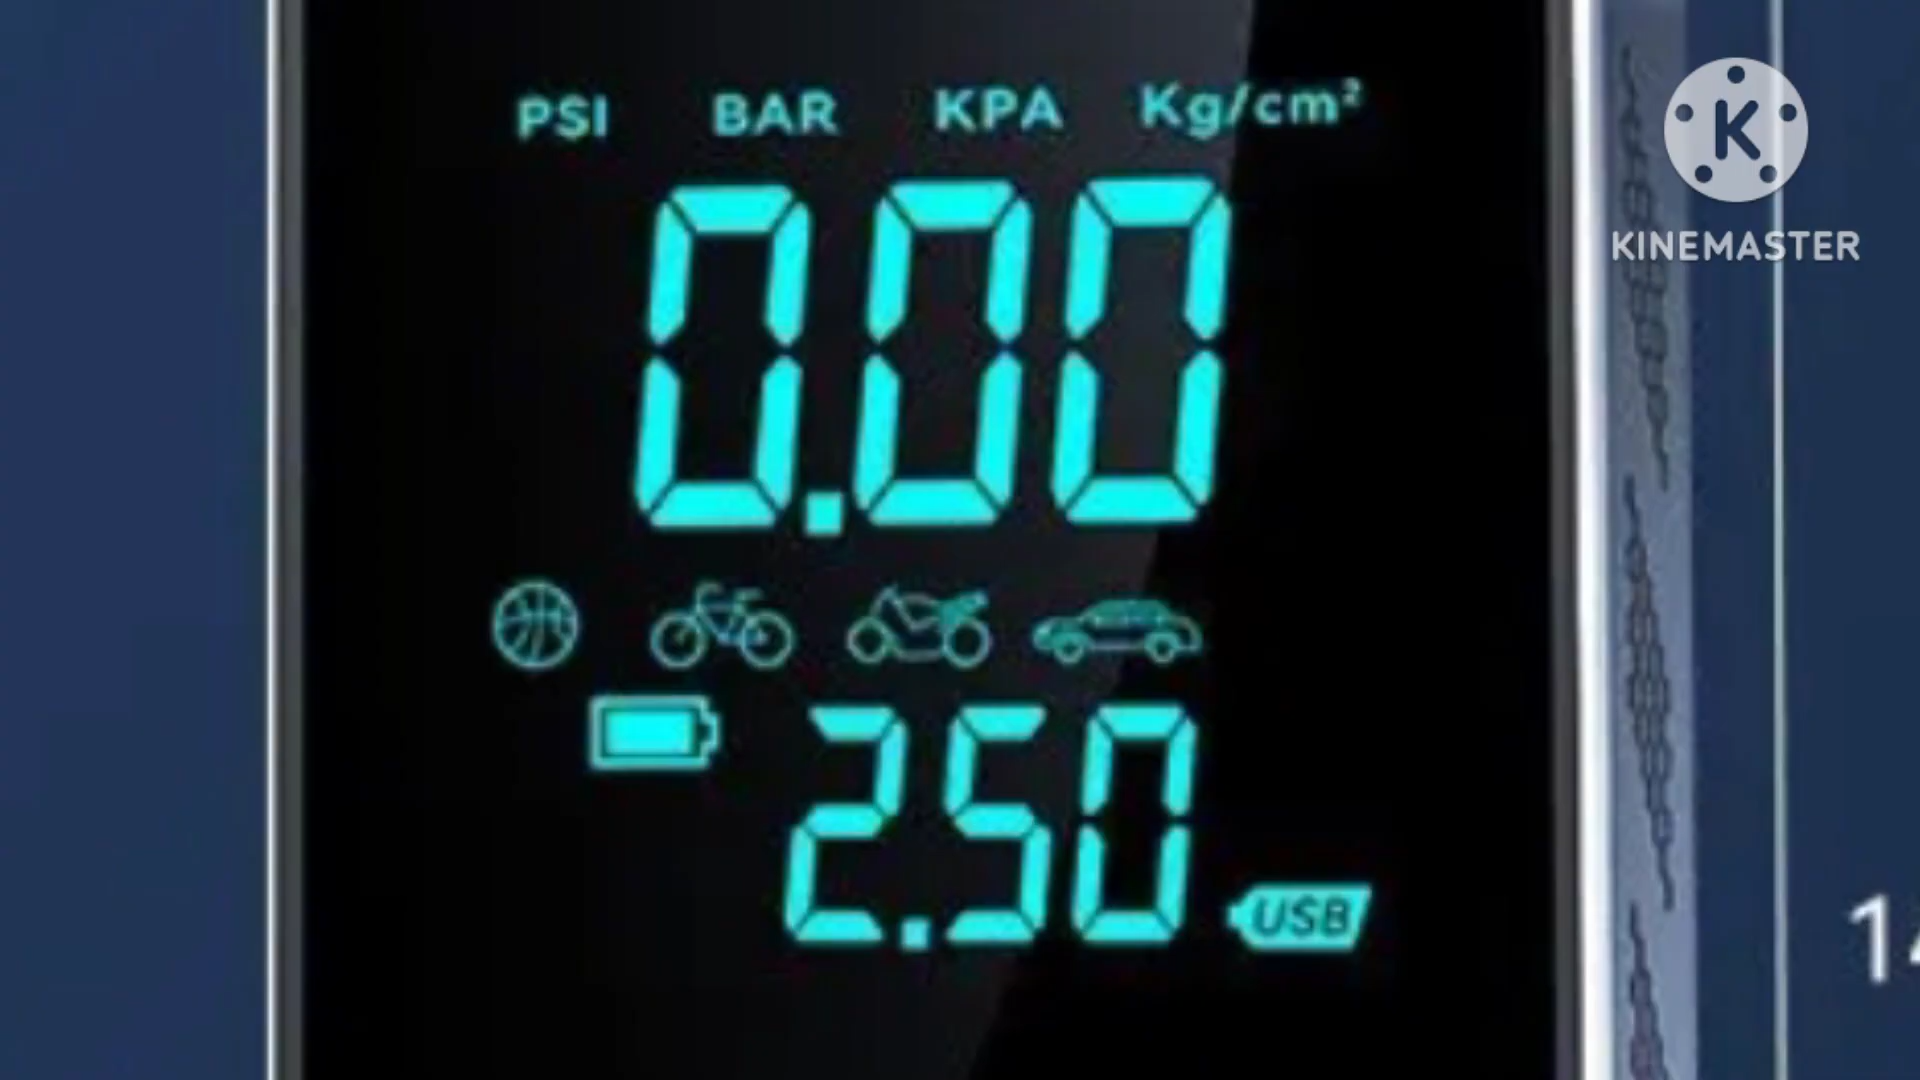 PSI BAR KPA Kg/cm²
0.00
2.50
USB
K
KINEMASTER